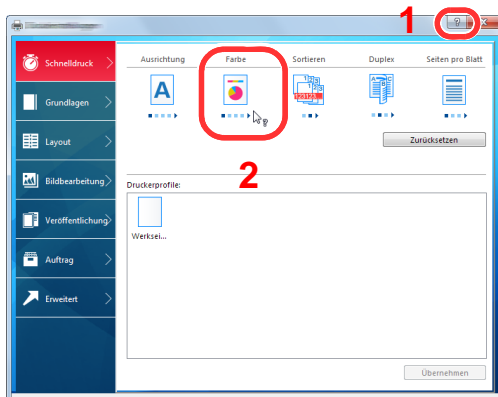 1
?
Schnelldruck
Grundlagen
Layout
Bildbearbeitung
Veröffentlichung
Auftrag
Erweitert
Ausrichtung Farbe Sortieren Duplex Seiten pro Blatt
A
Zurücksetzen
2
Druckerprofile:
Werksei...
Übernehmen